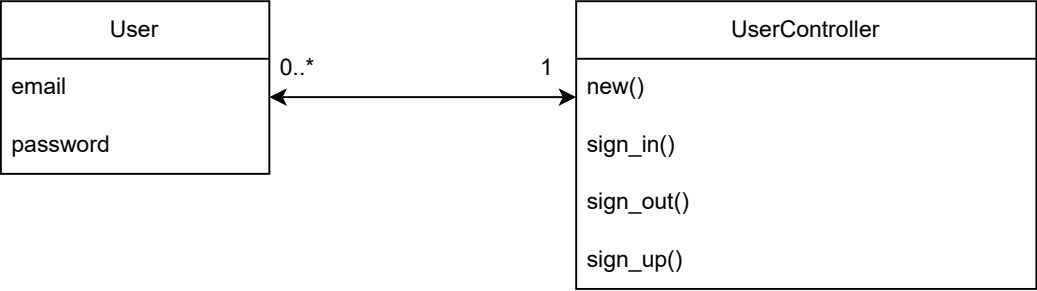 User
email
password
0..*
1
UserController
new()
sign_in()
sign_out()
sign_up()